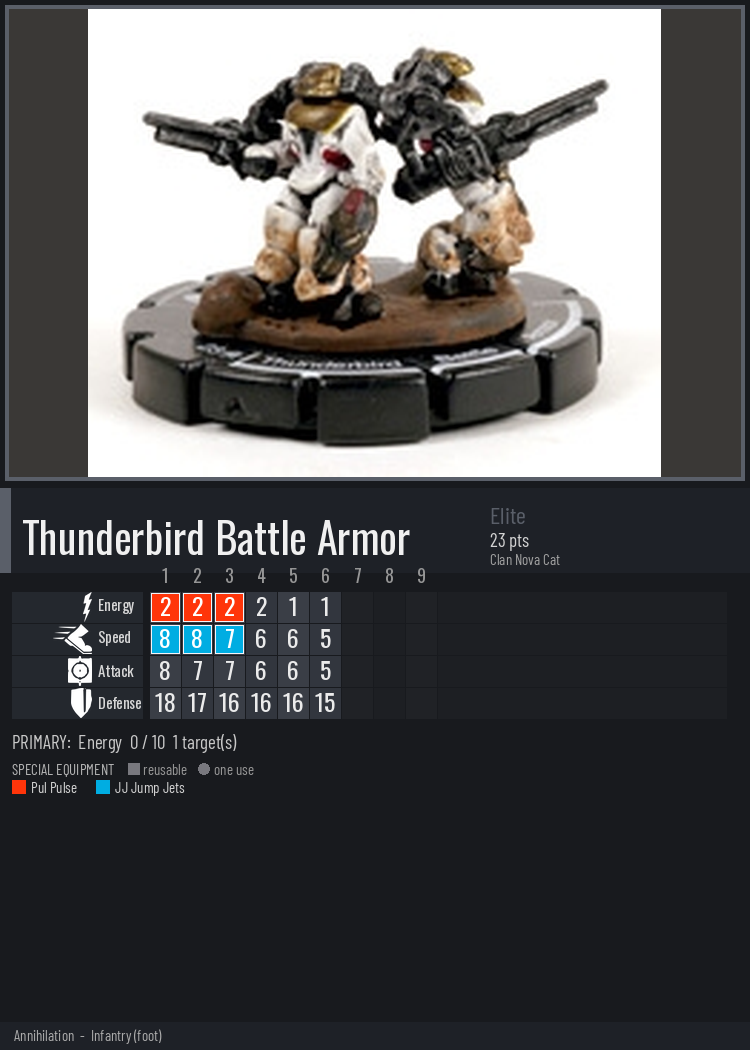 Thunderbird
Thunderbird Battle Armor
Elite
23 pts
Clan Nova Cat
1 2 3 4 5 6 7 8 9
Energy 2 2 2 2 1 1
Speed 8 8 7 6 6 5
Attack 8 7 7 6 6 5
Defense 18 17 16 16 16 15
PRIMARY: Energy 0 / 10 1 target(s)
SPECIAL EQUIPMENT reusable one use
Pul Pulse JJ Jump Jets
Annihilation - Infantry (foot)